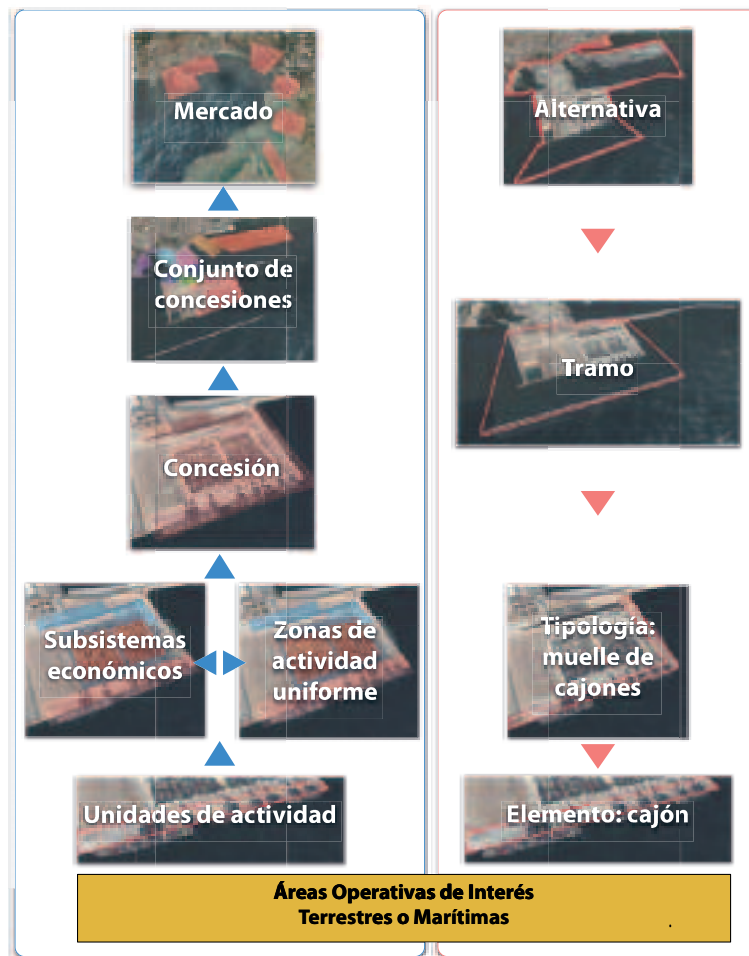 Mercado
Conjunto de
concesiones
Concesión
Subsistemas
económicos
Zonas de
actividad
uniforme
Unidades de actividad
Alternativa
Tramo
Tipología:
muelle de
cajones
Elemento: cajón
Áreas Operativas de Interés
Terrestres o Marítimas